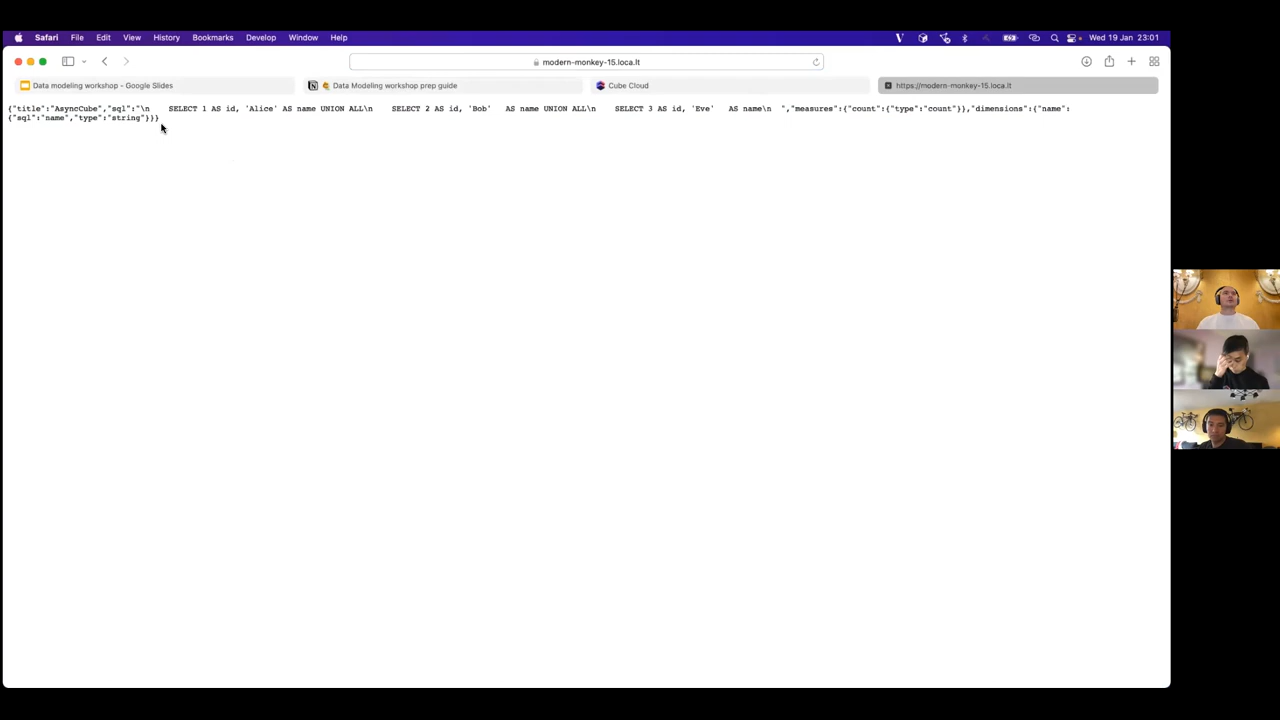 Safari File Edit View History Bookmarks Develop Window Help Wed 19 Jan 23:01
modern-monkey-15.loca.lt
Data modeling workshop - Google Slides Data Modeling workshop prep guide Cube Cloud https://modern-monkey-15.loca.lt
{"title":"AsyncCube","sql":"\n SELECT 1 AS id, 'Alice' AS name UNION ALL\n SELECT 2 AS id, 'Bob' AS name UNION ALL\n SELECT 3 AS id, 'Eve' AS name\n ","measures":{"count":{"type":"count"}},"dimensions":{"name":
{"sql":"name","type":"string"}}}